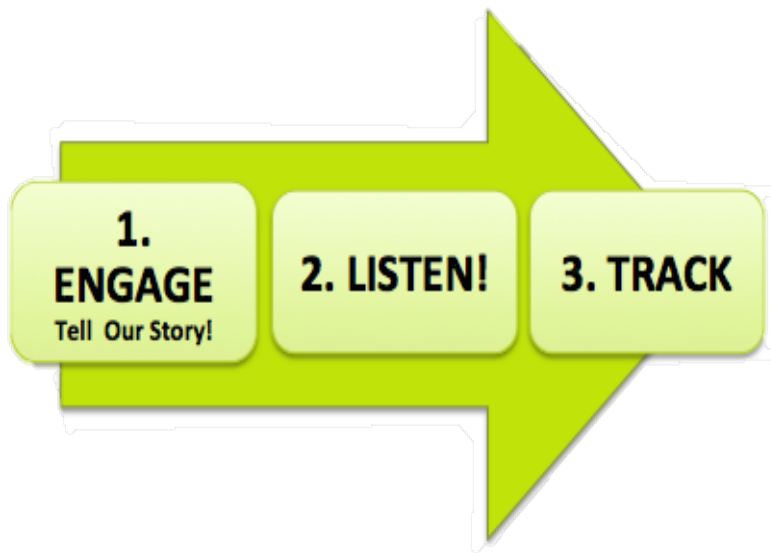 1.
ENGAGE
Tell Our Story!
2. LISTEN!
3. TRACK